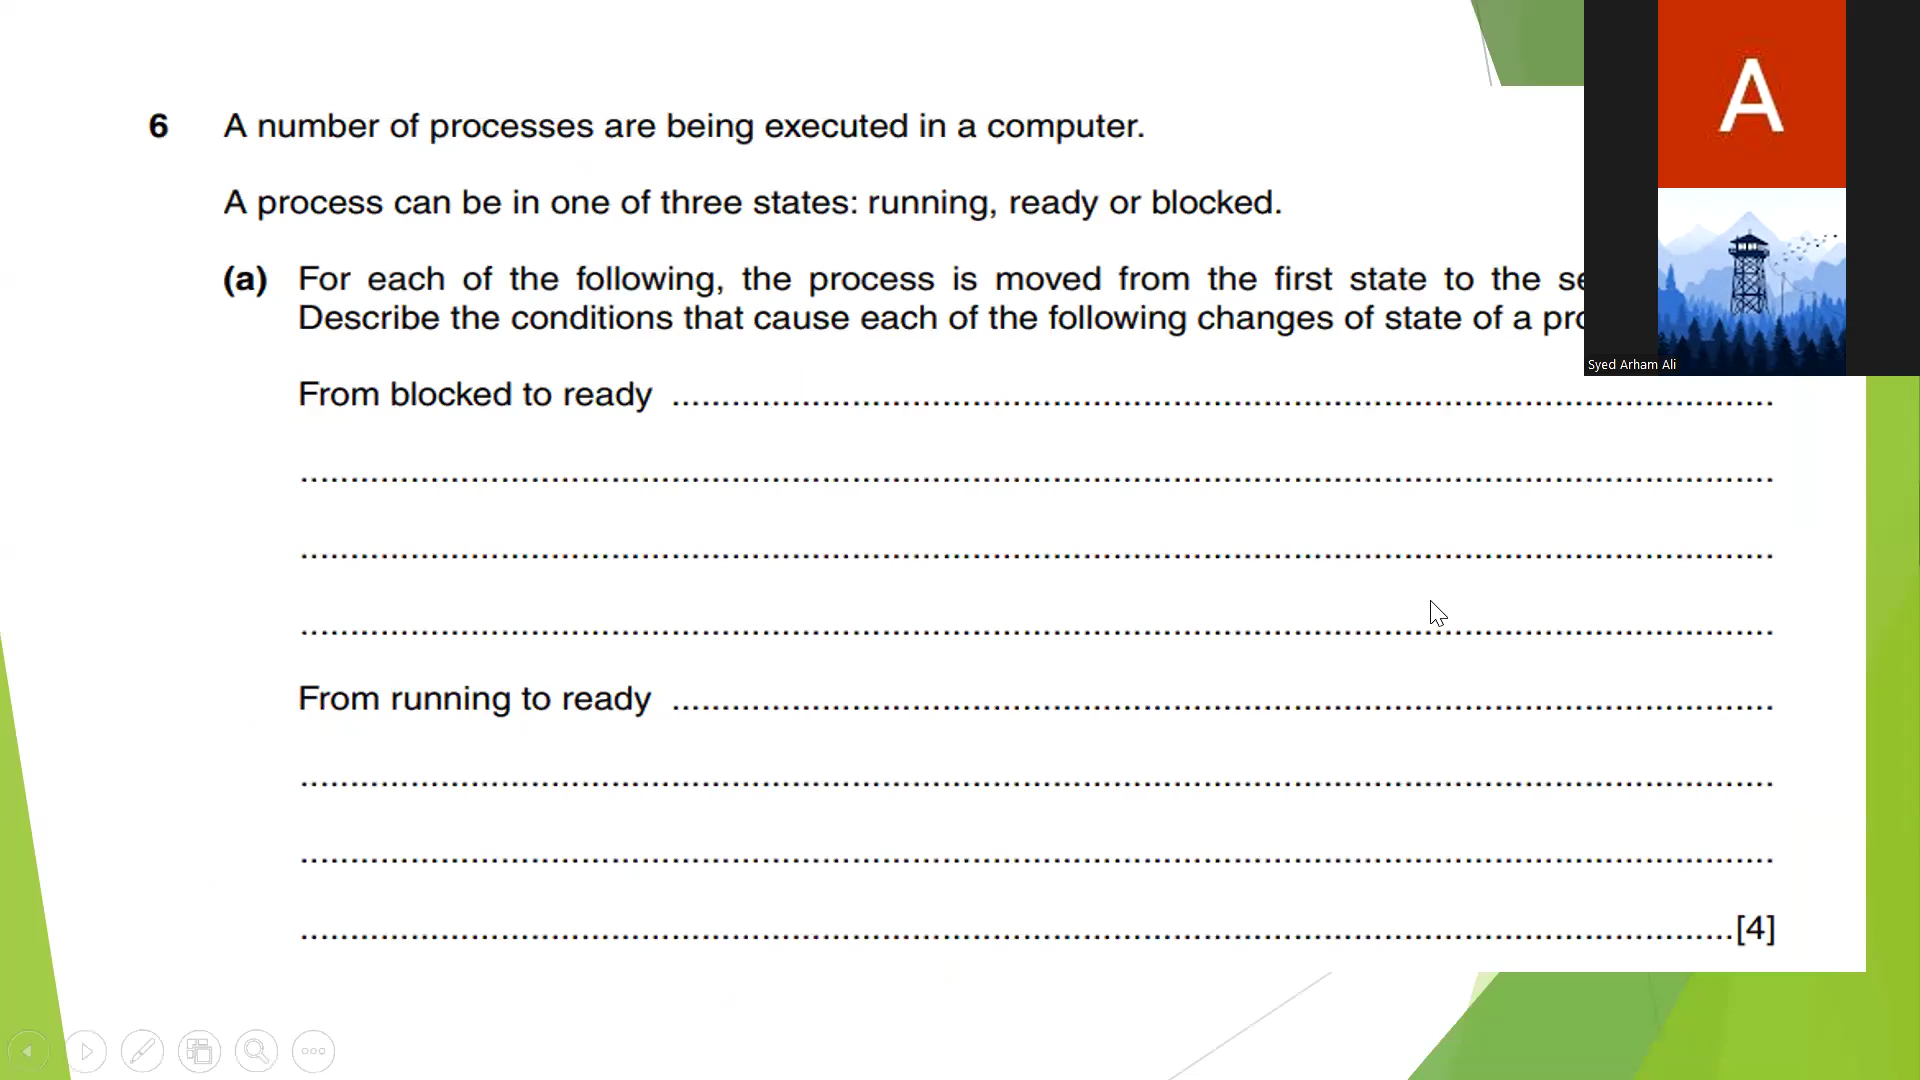 6 A number of processes are being executed in a computer.
A process can be in one of three states: running, ready or blocked.
(a) For each of the following, the process is moved from the first state to the
Describe the conditions that cause each of the following changes of state of a
From blocked to ready ..........
From running to ready ..........
[4]
A
Syed Arham Ali